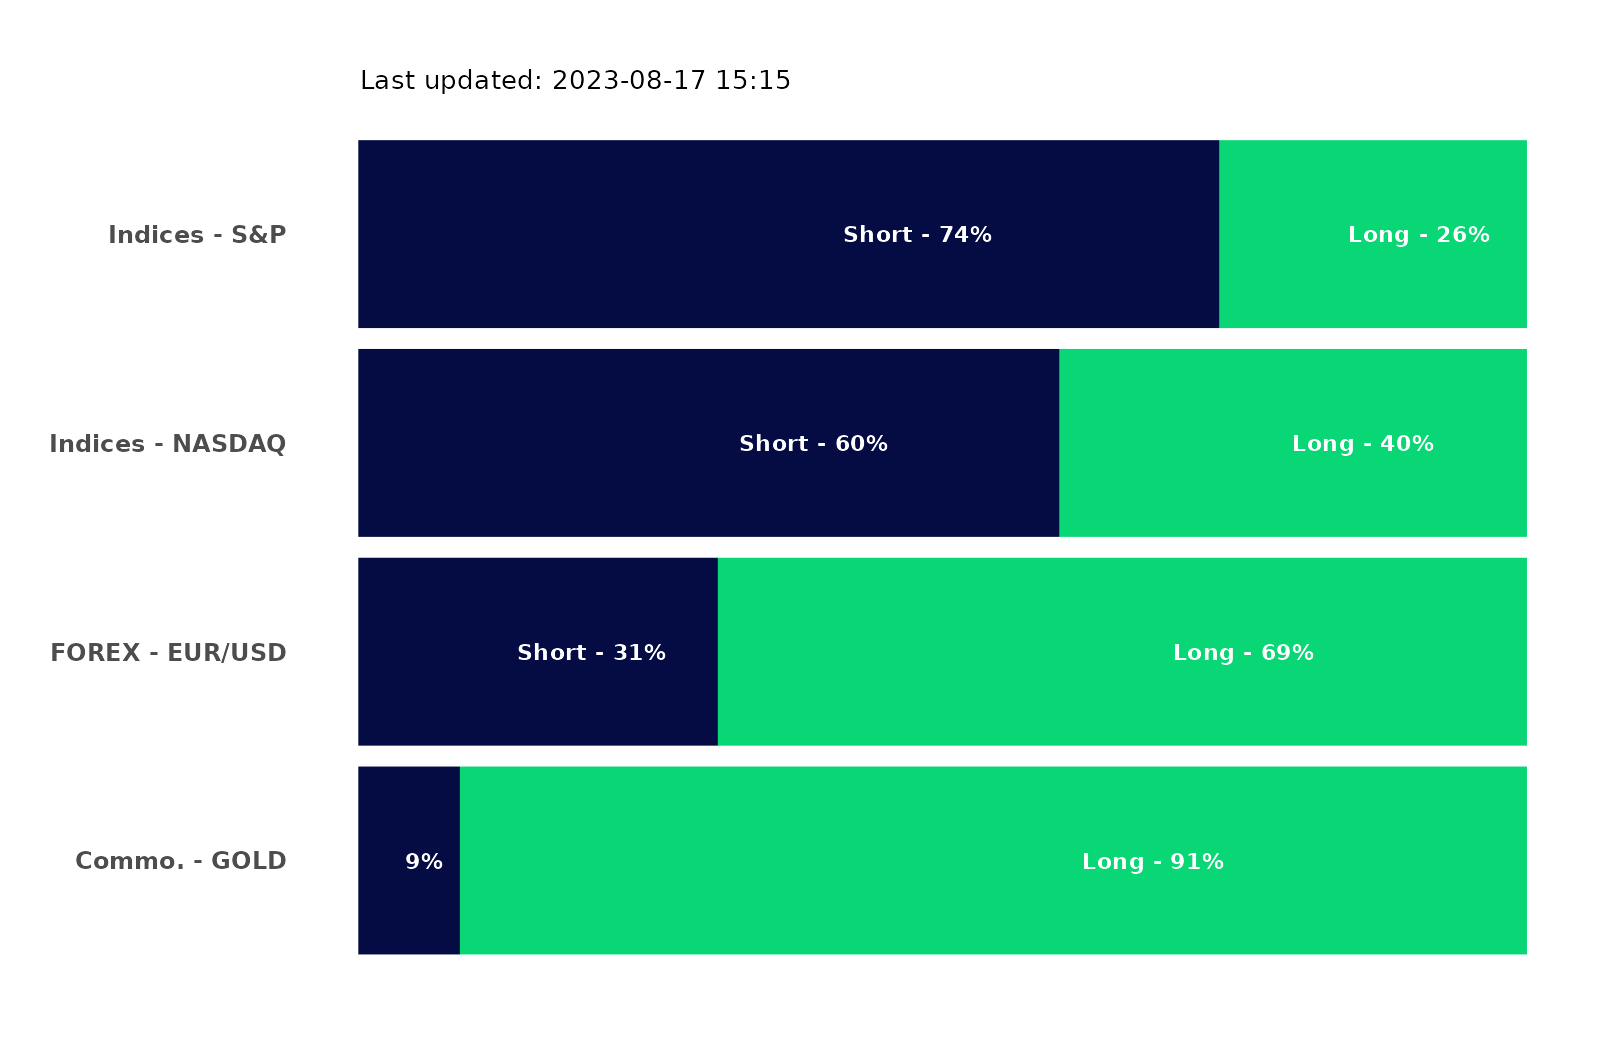 Last updated: 2023-08-17 15:15
Indices - S&P Short - 74% Long - 26%
Indices - NASDAQ Short - 60% Long - 40%
FOREX - EUR/USD Short - 31% Long - 69%
Commo. - GOLD 9% Long - 91%